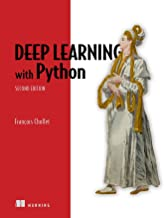 DEEP LEARNING
with Python
SECOND EDITION
François Chollet
MANNING